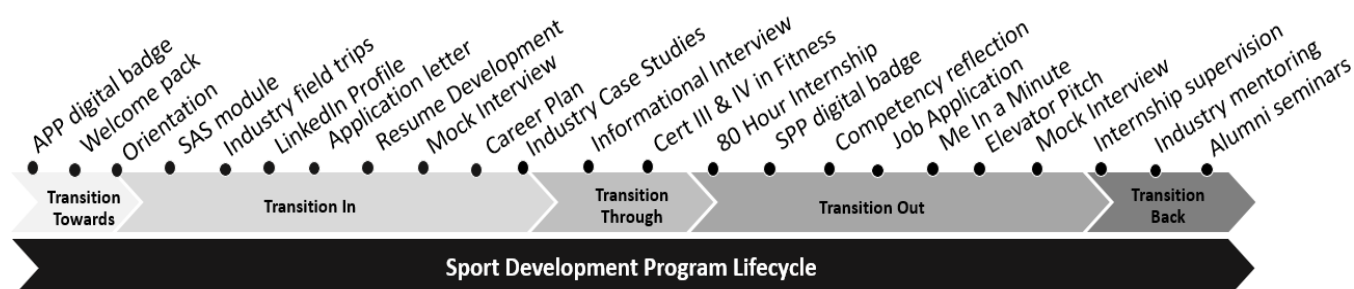 APP digital badge
Welcome pack
Orientation
SAS module
Industry field trips
LinkedIn Profile
Application letter
Resume Development
Mock Interview
Career Plan
Industry Case Studies
Informational Interview
Cert III & IV in Fitness
80 Hour Internship
SPP digital badge
Competency reflection
Job Application
Me In a Minute
Elevator Pitch
Mock Interview
Internship supervision
Industry mentoring
Alumni seminars
Transition
Towards
Transition In
Transition
Through
Transition Out
Transition
Back
Sport Development Program Lifecycle